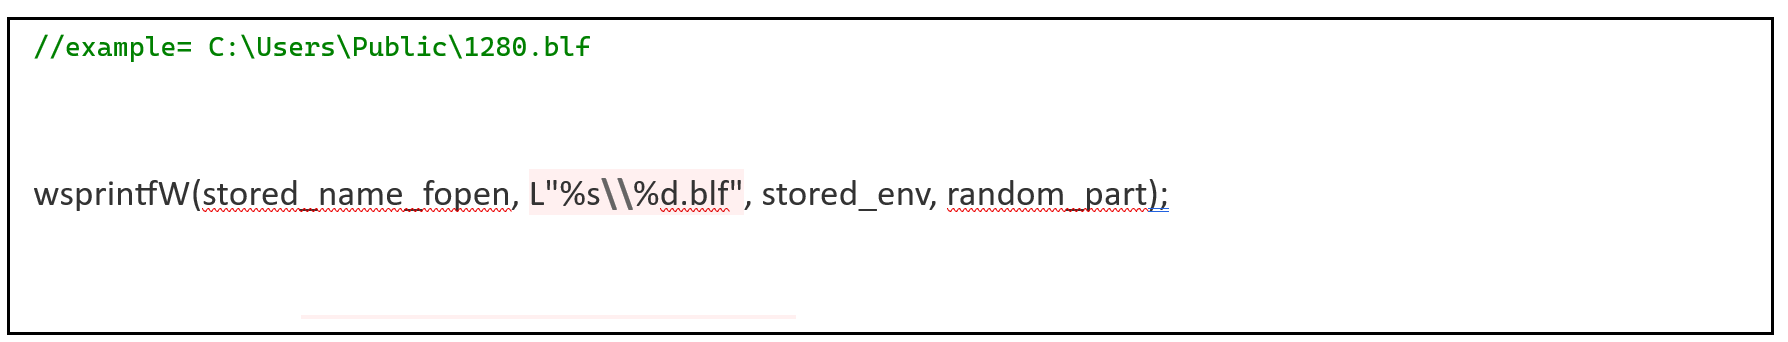 //example= C:\Users\Public\1280.blf
wsprintfW(stored_name_fopen, L"%s\\%d.blf", stored_env, random_part);